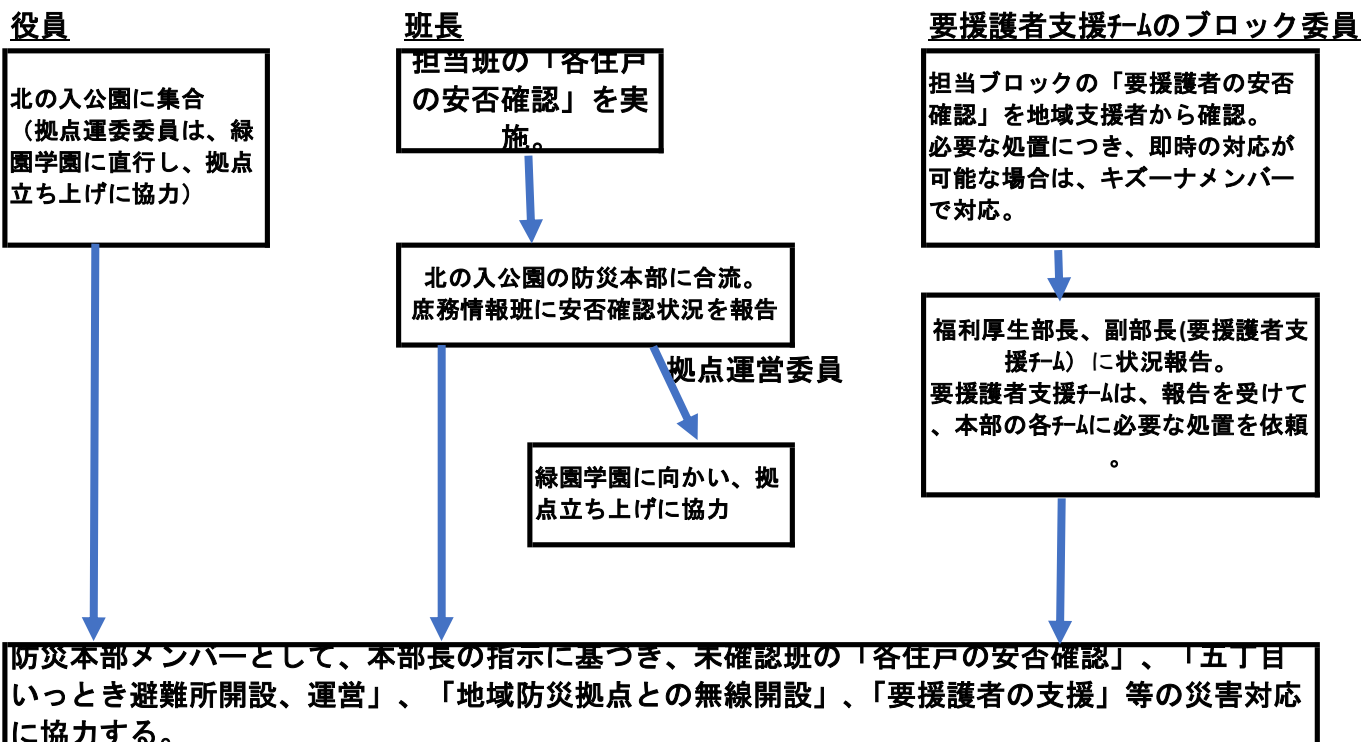 役員
北の入公園に集合
（拠点運委委員は、緑
園学園に直行し、拠点
立ち上げに協力）
班長
担当班の「各住戸
の安否確認」を実
施。
北の入公園の防災本部に合流。
庶務情報班に安否確認状況を報告
拠点運営委員
緑園学園に向かい、拠
点立ち上げに協力
要援護者支援ﾁｰﾑのブロック委員
担当ブロックの「要援護者の安否
確認」を地域支援者から確認。
必要な処置につき、即時の対応が
可能な場合は、キズーナメンバー
で対応。
福利厚生部長、副部長(要援護者支
援ﾁｰﾑ）に状況報告。
要援護者支援ﾁｰﾑは、報告を受けて
、本部の各ﾁｰﾑに必要な処置を依頼
。
防災本部メンバーとして、本部長の指示に基づき、未確認班の「各住戸の安否確認」、「五丁目
いっとき避難所開設、運営」、「地域防災拠点との無線開設」、「要援護者の支援」等の災害対応
に協力する。